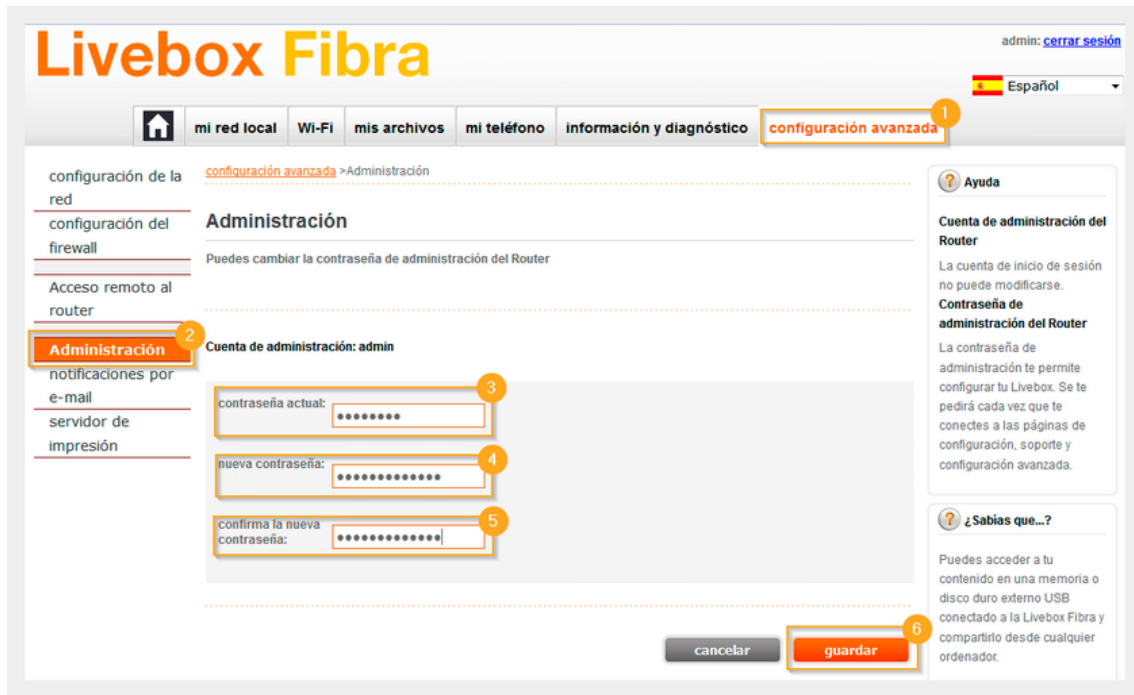 Livebox Fibra
admin: cerrar sesión
Español
1
mi red local Wi-Fi mis archivos mi teléfono información y diagnóstico configuración avanzada
configuración de la
red
configuración del
firewall
Acceso remoto al
router
2
Administración
notificaciones por
e-mail
servidor de
impresión
configuración avanzada >Administración
Administración
Puedes cambiar la contraseña de administración del Router
Cuenta de administración: admin
3
contraseña actual: ••••••••
4
nueva contraseña: •••••••••••••
5
confirma la nueva
contraseña: •••••••••••••
cancelar
6
guardar
? Ayuda
Cuenta de administración del
Router
La cuenta de inicio de sesión
no puede modificarse.
Contraseña de
administración del Router
La contraseña de
administración te permite
configurar tu Livebox. Se te
pedirá cada vez que te
conectes a las páginas de
configuración, soporte y
configuración avanzada.
? ¿Sabías que...?
Puedes acceder a tu
contenido en una memoria o
disco duro externo USB
conectado a la Livebox Fibra y
compartirlo desde cualquier
ordenador.